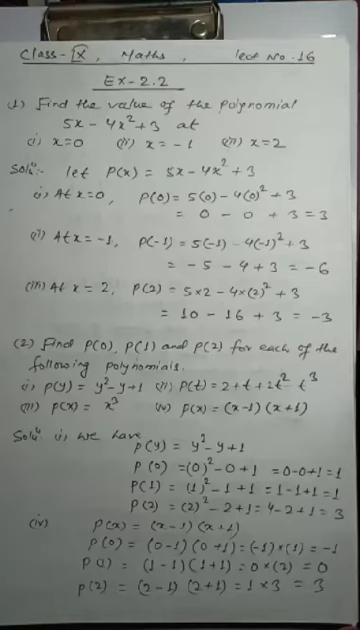 Class-IX, Maths, lect No. 16
Ex-2.2
(1) Find the value of the polynomial
5x - 4x² + 3 at
(i) x=0 (ii) x = -1 (iii) x=2
Soluⁿ:- let P(x) = 5x - 4x² + 3
(i) At x=0, P(0) = 5(0) - 4(0)² + 3
= 0 - 0 + 3 = 3
(ii) At x = -1, P(-1) = 5(-1) - 4(-1)² + 3
= -5 - 4 + 3 = -6
(iii) At x = 2, P(2) = 5x2 - 4x(2)² + 3
= 10 - 16 + 3 = -3
(2) Find P(0), P(1) and P(2) for each of the
following polynomials.
(i) P(y) = y² - y + 1 (ii) P(t) = 2 + t + 2t² t³
(iii) P(x) = x³ (iv) P(x) = (x-1) (x+1)
Soluⁿ (i) we have
P(y) = y² - y + 1
P(0) = (0)² - 0 + 1 = 0-0+1 = 1
P(1) = (1)² - 1 + 1 = 1-1+1 = 1
P(2) = (2)² - 2 + 1 = 4-2+1 = 3
(iv) P(x) = (x-1) (x+1)
P(0) = (0-1) (0+1) = (-1)×(1) = -1
P(1) = (1-1) (1+1) = 0×(2) = 0
P(2) = (2-1) (2+1) = 1×3 = 3